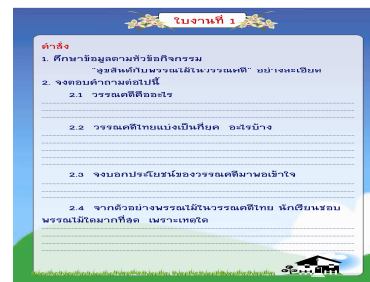 ใบงานที่ 1
คำสั่ง
1. ศึกษาข้อมูลตามหัวข้อกิจกรรม
"สุขสันต์กับพรรณไม้ในวรรณคดี" อย่างละเอียด
2. จงตอบคำถามต่อไปนี้
2.1 วรรณคดีคืออะไร
2.2 วรรณคดีไทยแบ่งเป็นกี่ยุค อะไรบ้าง
2.3 จงบอกประโยชน์ของวรรณคดีมาพอเข้าใจ
2.4 จากตัวอย่างพรรณไม้ในวรรณคดีไทย นักเรียนชอบ
พรรณไม้ใดมากที่สุด เพราะเหตุใด